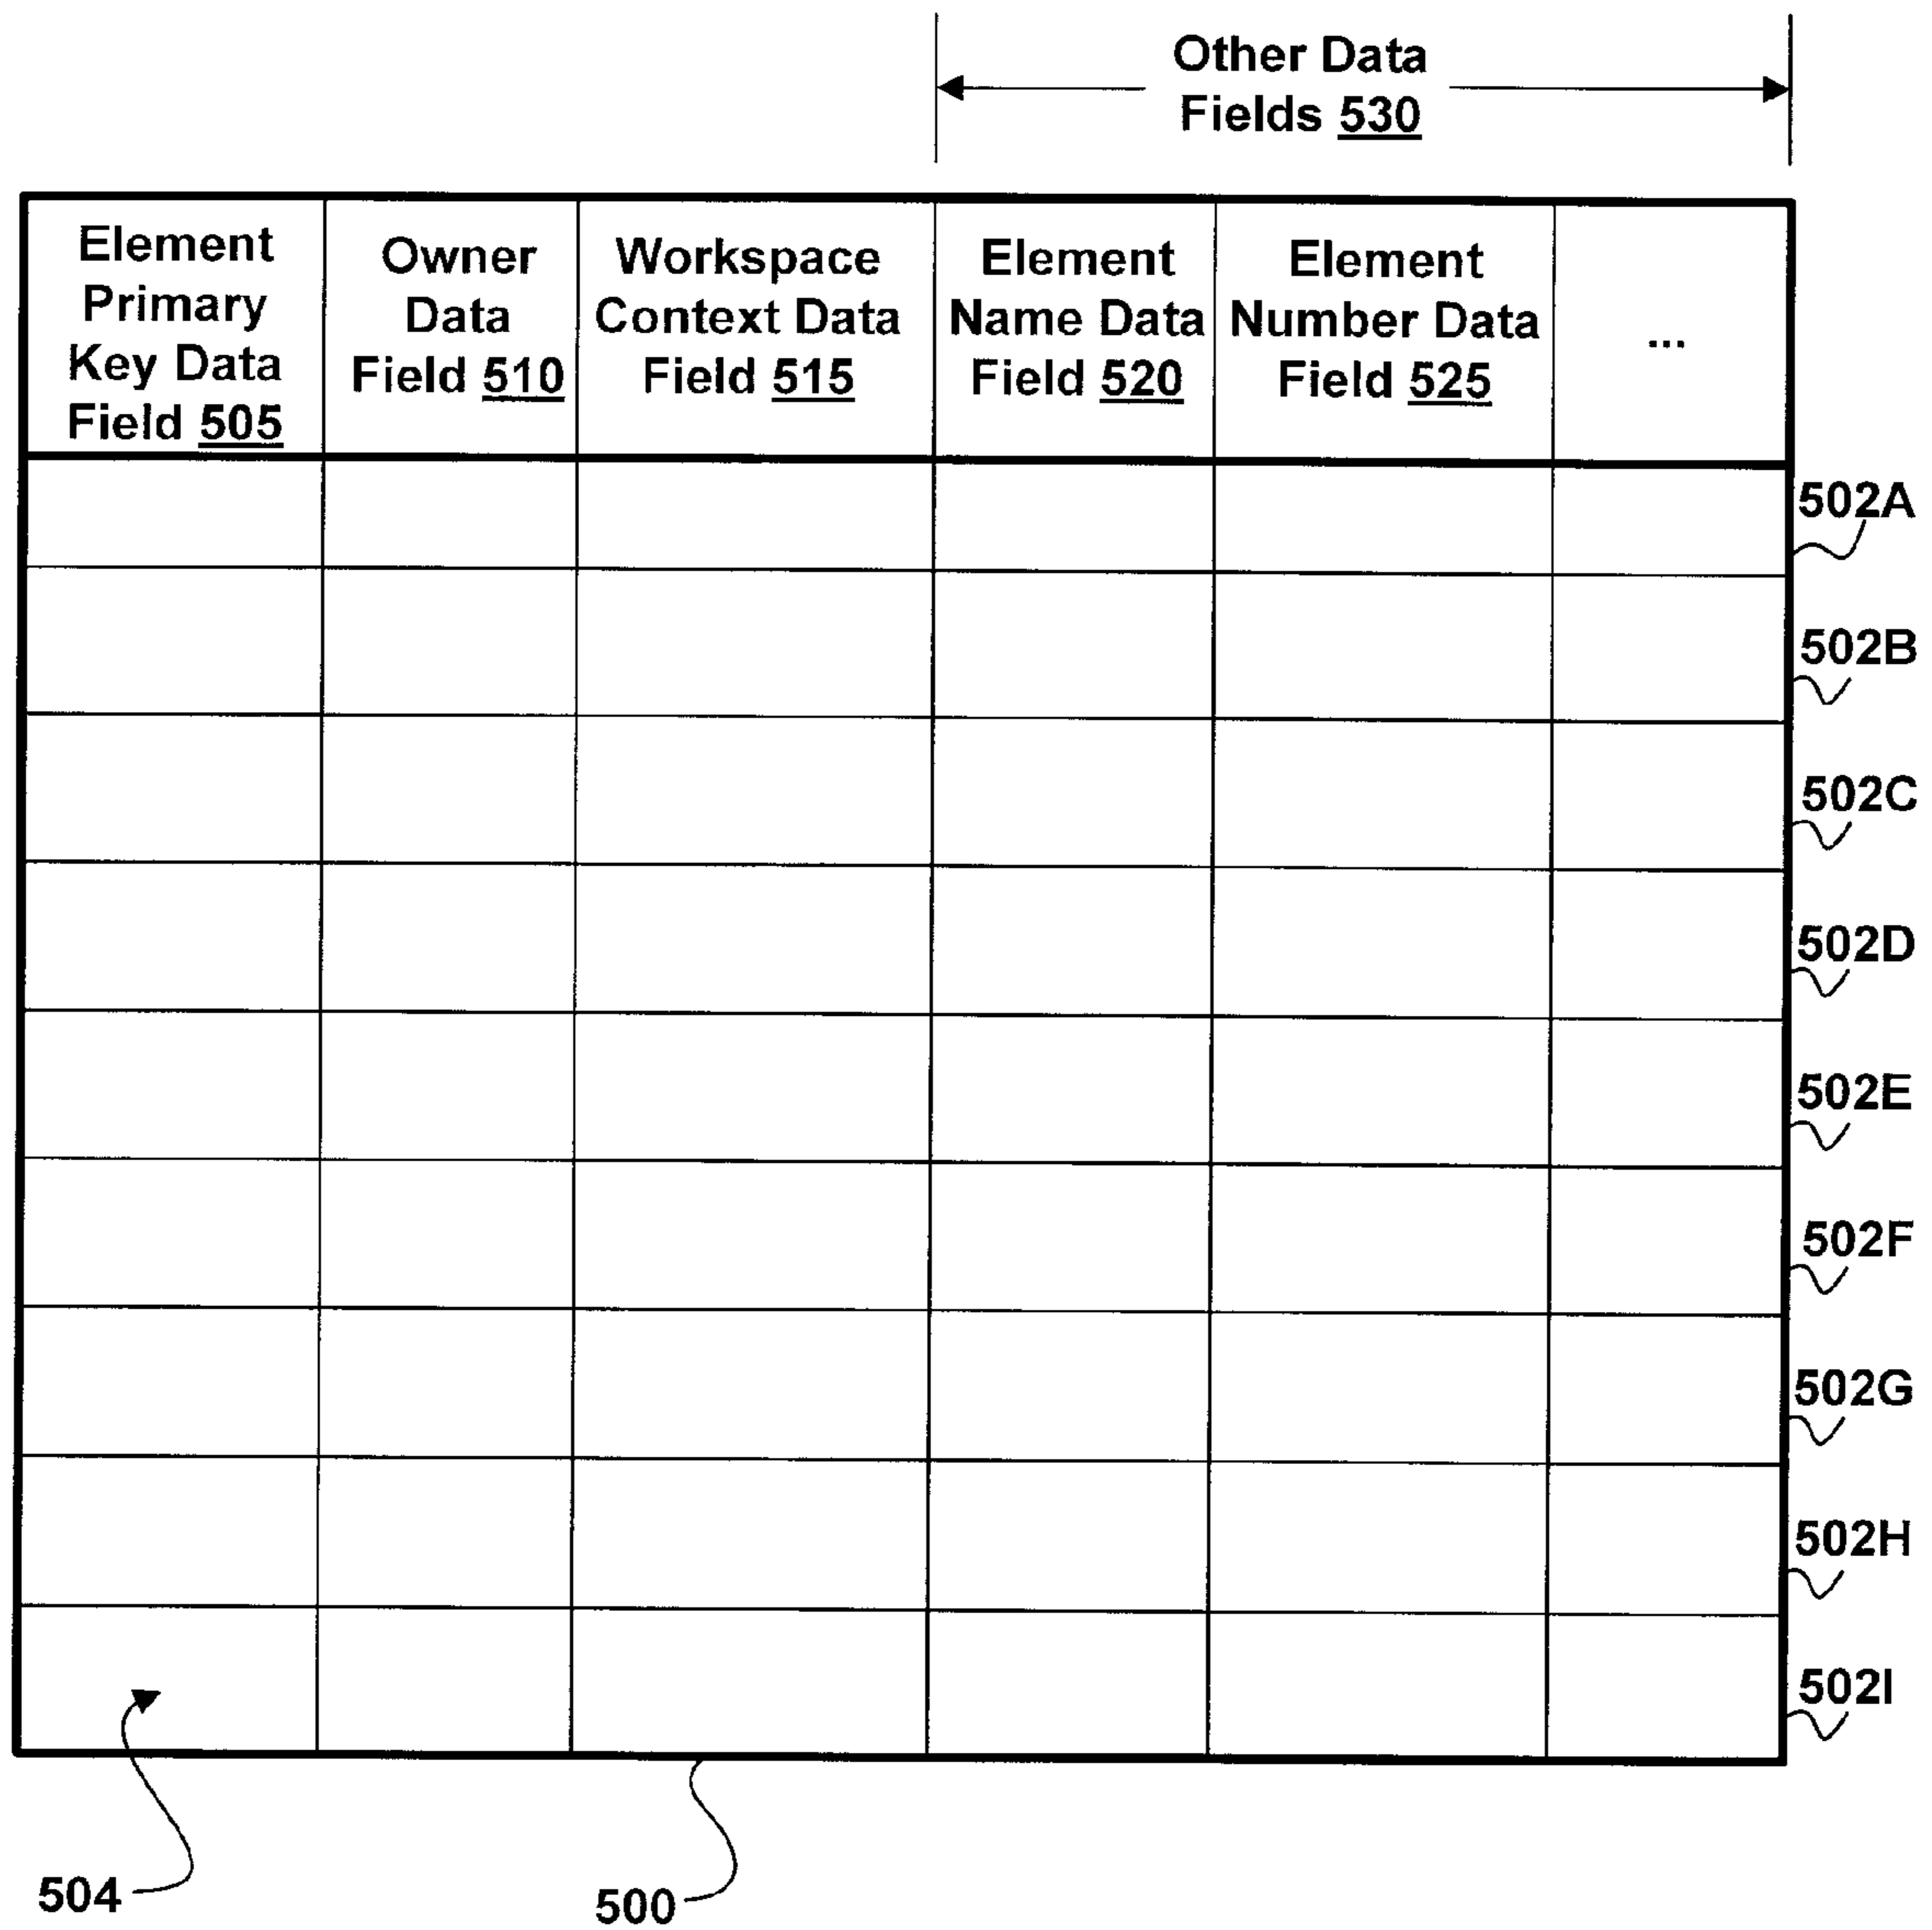 Other Data
Fields 530
Element
Primary
Key Data
Field 505
Owner
Data
Field 510
Workspace
Context Data
Field 515
Element
Name Data
Field 520
Element
Number Data
Field 525
...
502A
502B
502C
502D
502E
502F
502G
502H
502I
504
500